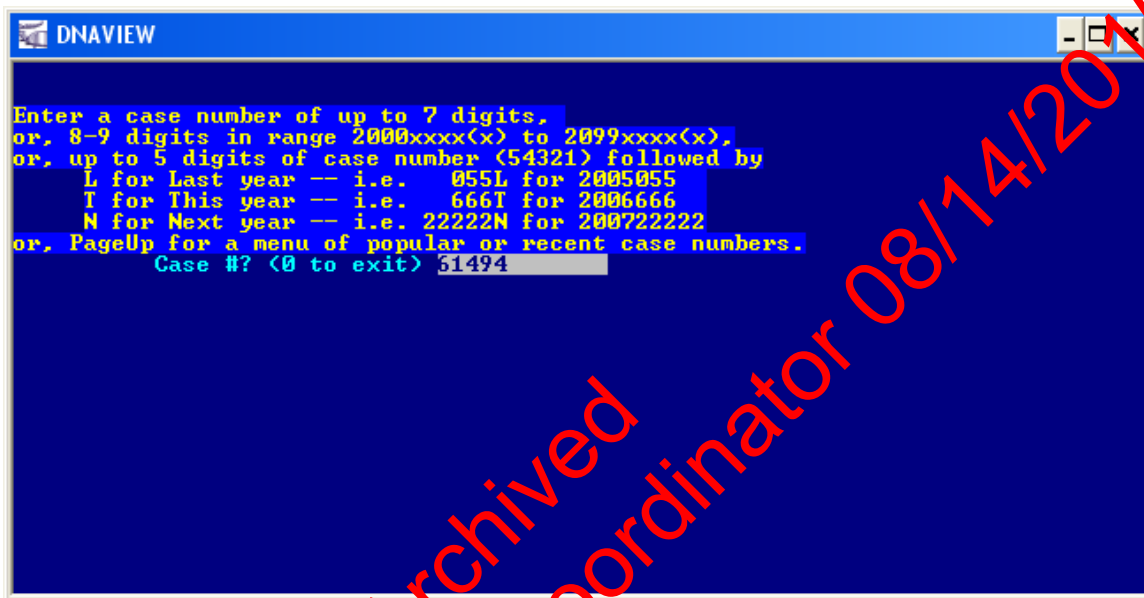 DNAVIEW
Enter a case number of up to 7 digits,
or, 8-9 digits in range 2000xxxx(x) to 2099xxxx(x),
or, up to 5 digits of case number (54321) followed by
L for Last year -- i.e. 055L for 2005055
T for This year -- i.e. 666T for 2006666
N for Next year -- i.e. 22222N for 200722222
or, PageUp for a menu of popular or recent case numbers.
Case #? (0 to exit) 61494
rchived
oordinator 08/14/201